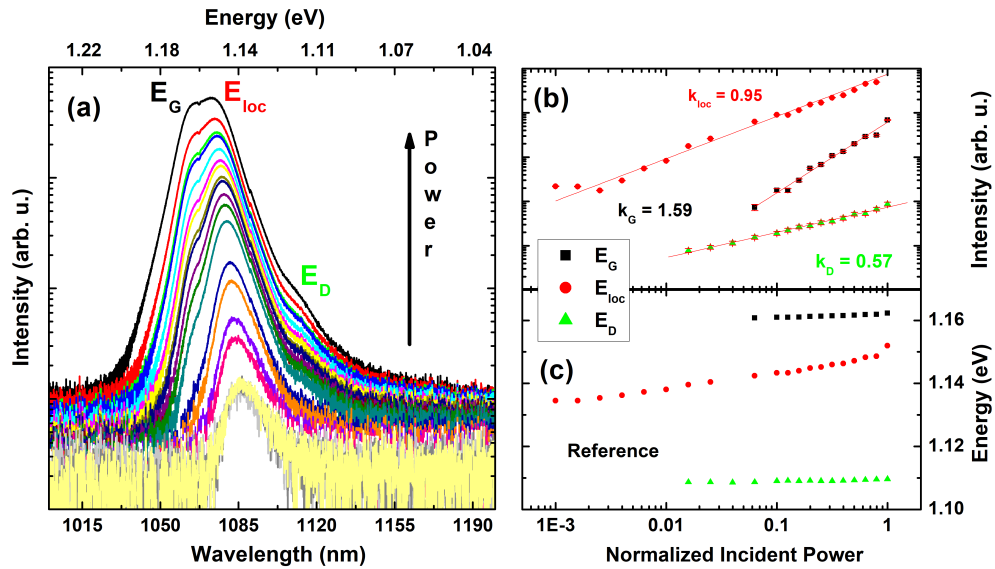 Energy (eV)
1.22 1.18 1.14 1.11 1.07 1.04
(a)
E_G E_loc
E_D
Power
Intensity (arb. u.)
1015 1050 1085 1120 1155 1190
Wavelength (nm)
(b)
k_loc = 0.95
k_G = 1.59
k_D = 0.57
Intensity (arb. u.)
E_G
E_loc
E_D
(c)
Reference
1.16
1.14
1.12
1.10
Energy (eV)
1E-3 0.01 0.1 1
Normalized Incident Power